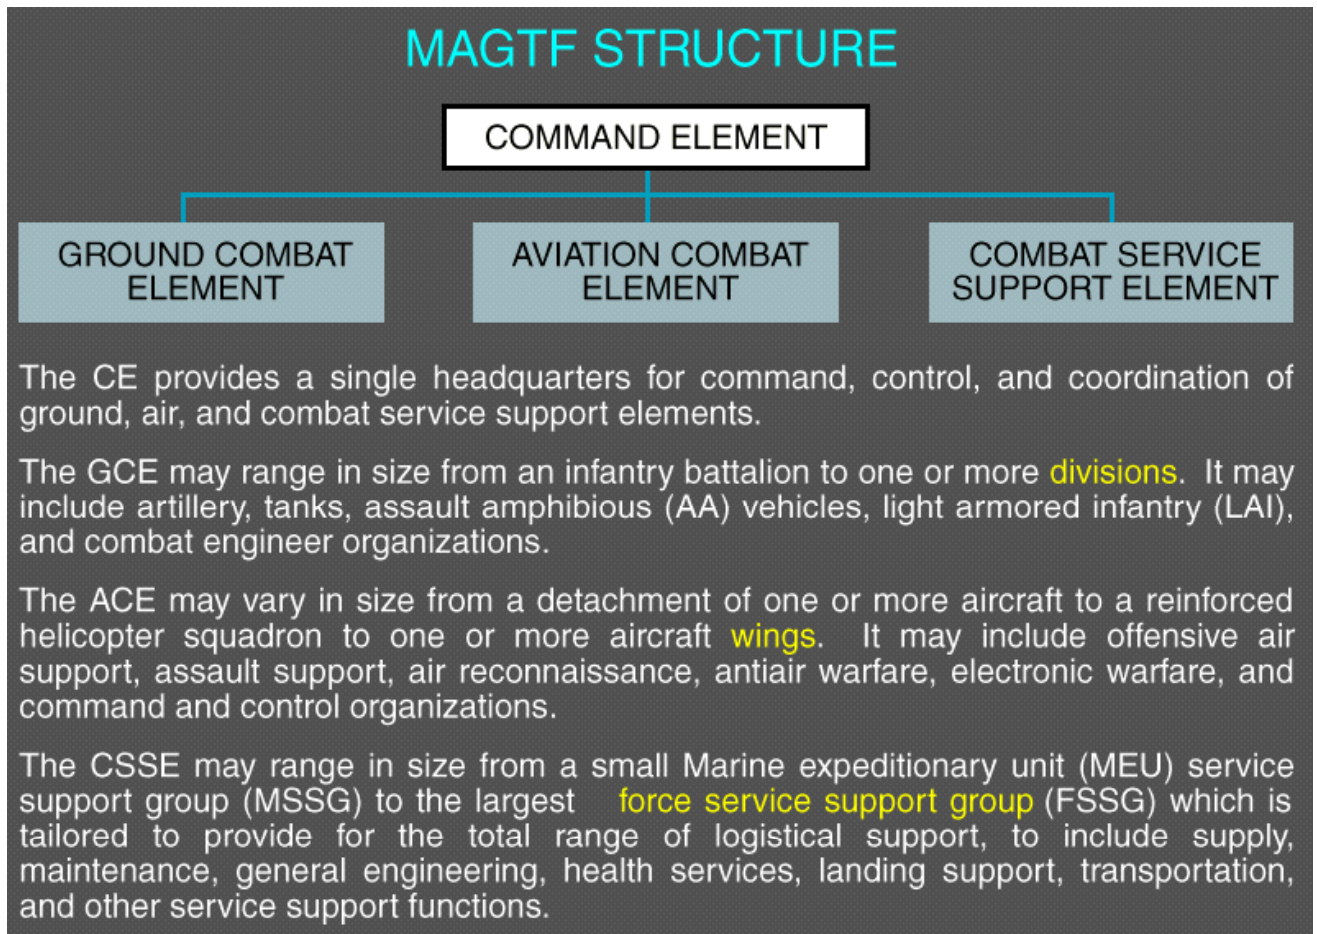 MAGTF STRUCTURE
COMMAND ELEMENT
GROUND COMBAT
ELEMENT
AVIATION COMBAT
ELEMENT
COMBAT SERVICE
SUPPORT ELEMENT
The CE provides a single headquarters for command, control, and coordination of
ground, air, and combat service support elements.
The GCE may range in size from an infantry battalion to one or more divisions. It may
include artillery, tanks, assault amphibious (AA) vehicles, light armored infantry (LAI),
and combat engineer organizations.
The ACE may vary in size from a detachment of one or more aircraft to a reinforced
helicopter squadron to one or more aircraft wings. It may include offensive air
support, assault support, air reconnaissance, antiair warfare, electronic warfare, and
command and control organizations.
The CSSE may range in size from a small Marine expeditionary unit (MEU) service
support group (MSSG) to the largest force service support group (FSSG) which is
tailored to provide for the total range of logistical support, to include supply,
maintenance, general engineering, health services, landing support, transportation,
and other service support functions.